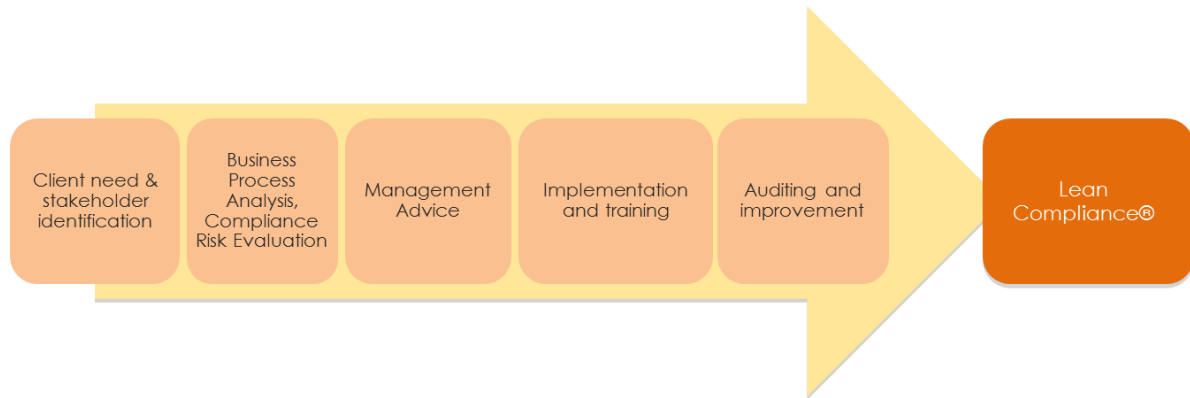 Client need &
stakeholder
identification
Business
Process
Analysis,
Compliance
Risk Evaluation
Management
Advice
Implementation
and training
Auditing and
improvement
Lean
Compliance®